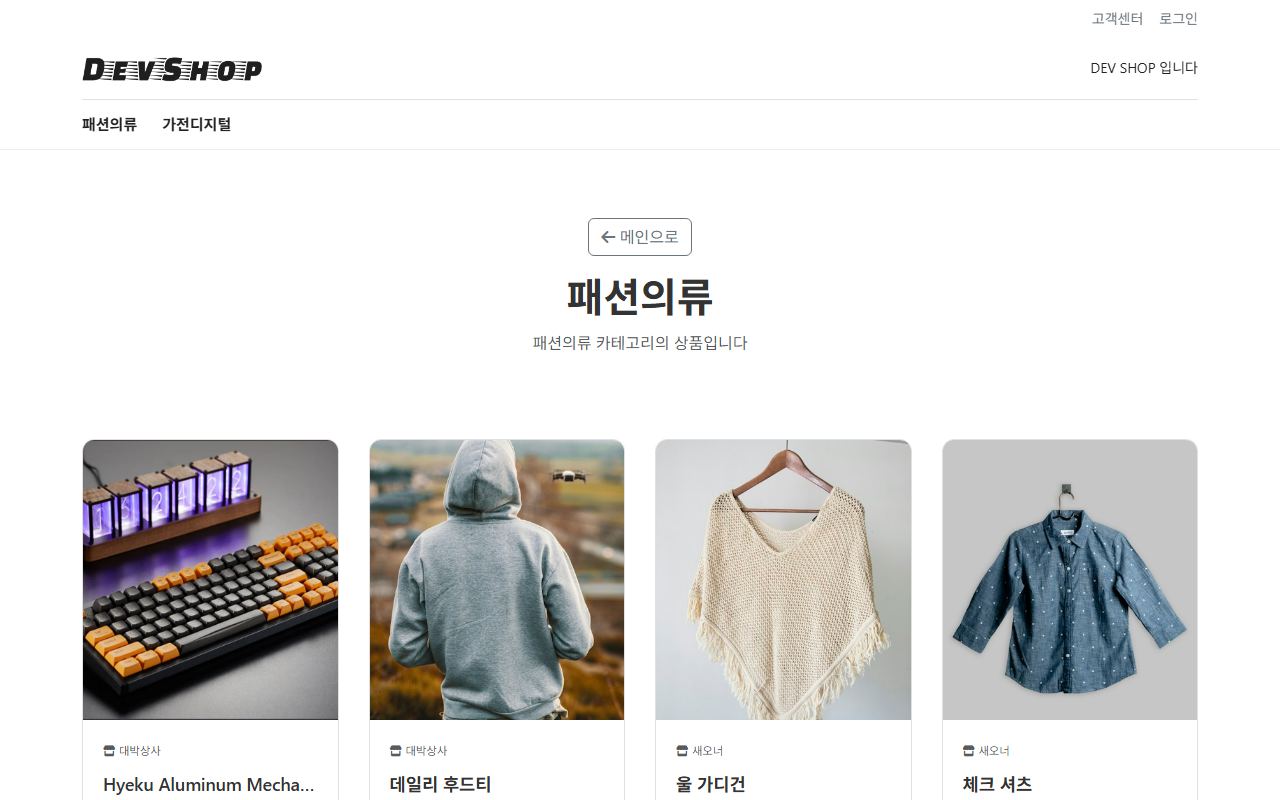 고객센터 로그인
DEVSHOP
DEV SHOP 입니다
패션의류 가전디지털
메인으로
패션의류
패션의류 카테고리의 상품입니다
대박상사
Hyeku Aluminum Mecha...
대박상사
데일리 후드티
새오너
울 가디건
새오너
체크 셔츠